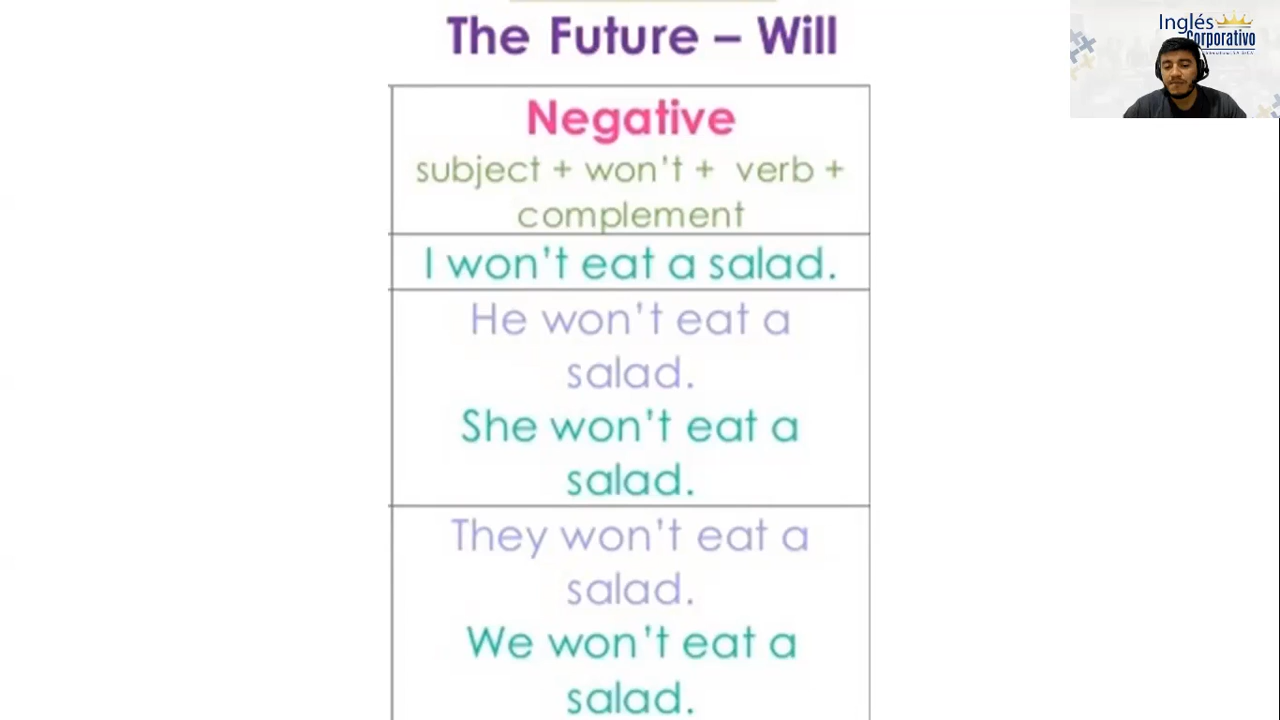 The Future – Will
Negative
subject + won't + verb +
complement
I won't eat a salad.
He won't eat a
salad.
She won't eat a
salad.
They won't eat a
salad.
We won't eat a
salad.
Inglés
Corporativo